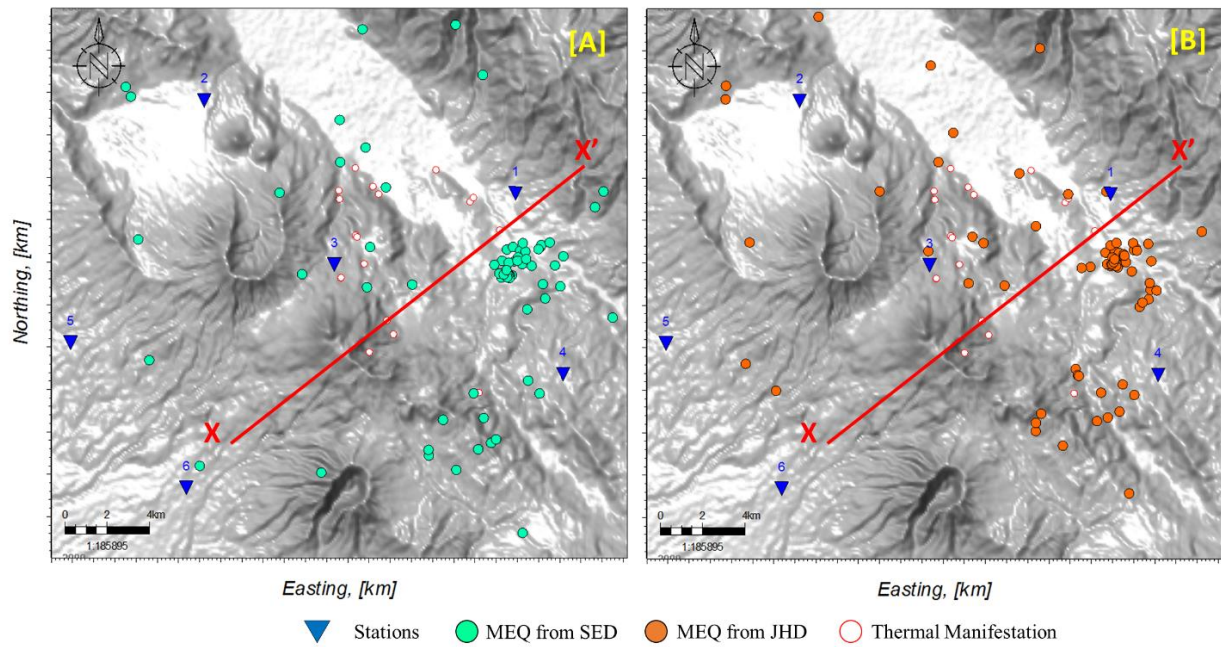 [A]
N
2
X'
1
3
5
4
X
6
0 2 4km
1:185895
[B]
N
2
X'
1
3
5
4
X
6
0 2 4km
1:185895
Northing, [km]
Easting, [km]
Easting, [km]
Stations
MEQ from SED
MEQ from JHD
Thermal Manifestation